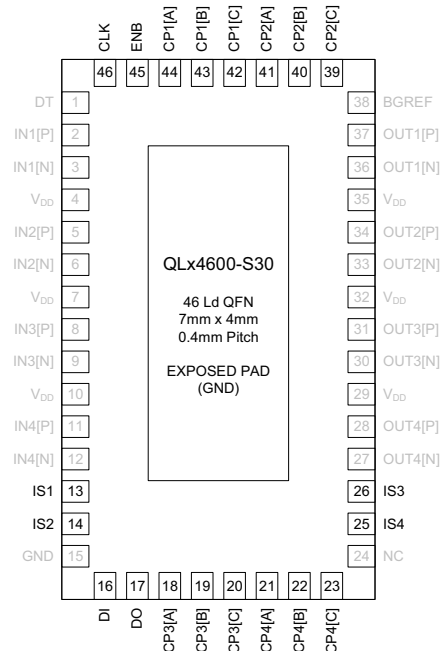 CLK
ENB
CP1[A]
CP1[B]
CP1[C]
CP2[A]
CP2[B]
CP2[C]
46 45 44 43 42 41 40 39
DT 1
IN1[P] 2
IN1[N] 3
VDD 4
IN2[P] 5
IN2[N] 6
VDD 7
IN3[P] 8
IN3[N] 9
VDD 10
IN4[P] 11
IN4[N] 12
IS1 13
IS2 14
GND 15
QLx4600-S30
46 Ld QFN
7mm x 4mm
0.4mm Pitch
EXPOSED PAD
(GND)
38 BGREF
37 OUT1[P]
36 OUT1[N]
35 VDD
34 OUT2[P]
33 OUT2[N]
32 VDD
31 OUT3[P]
30 OUT3[N]
29 VDD
28 OUT4[P]
27 OUT4[N]
26 IS3
25 IS4
24 NC
16 17 18 19 20 21 22 23
DI
DO
CP3[A]
CP3[B]
CP3[C]
CP4[A]
CP4[B]
CP4[C]